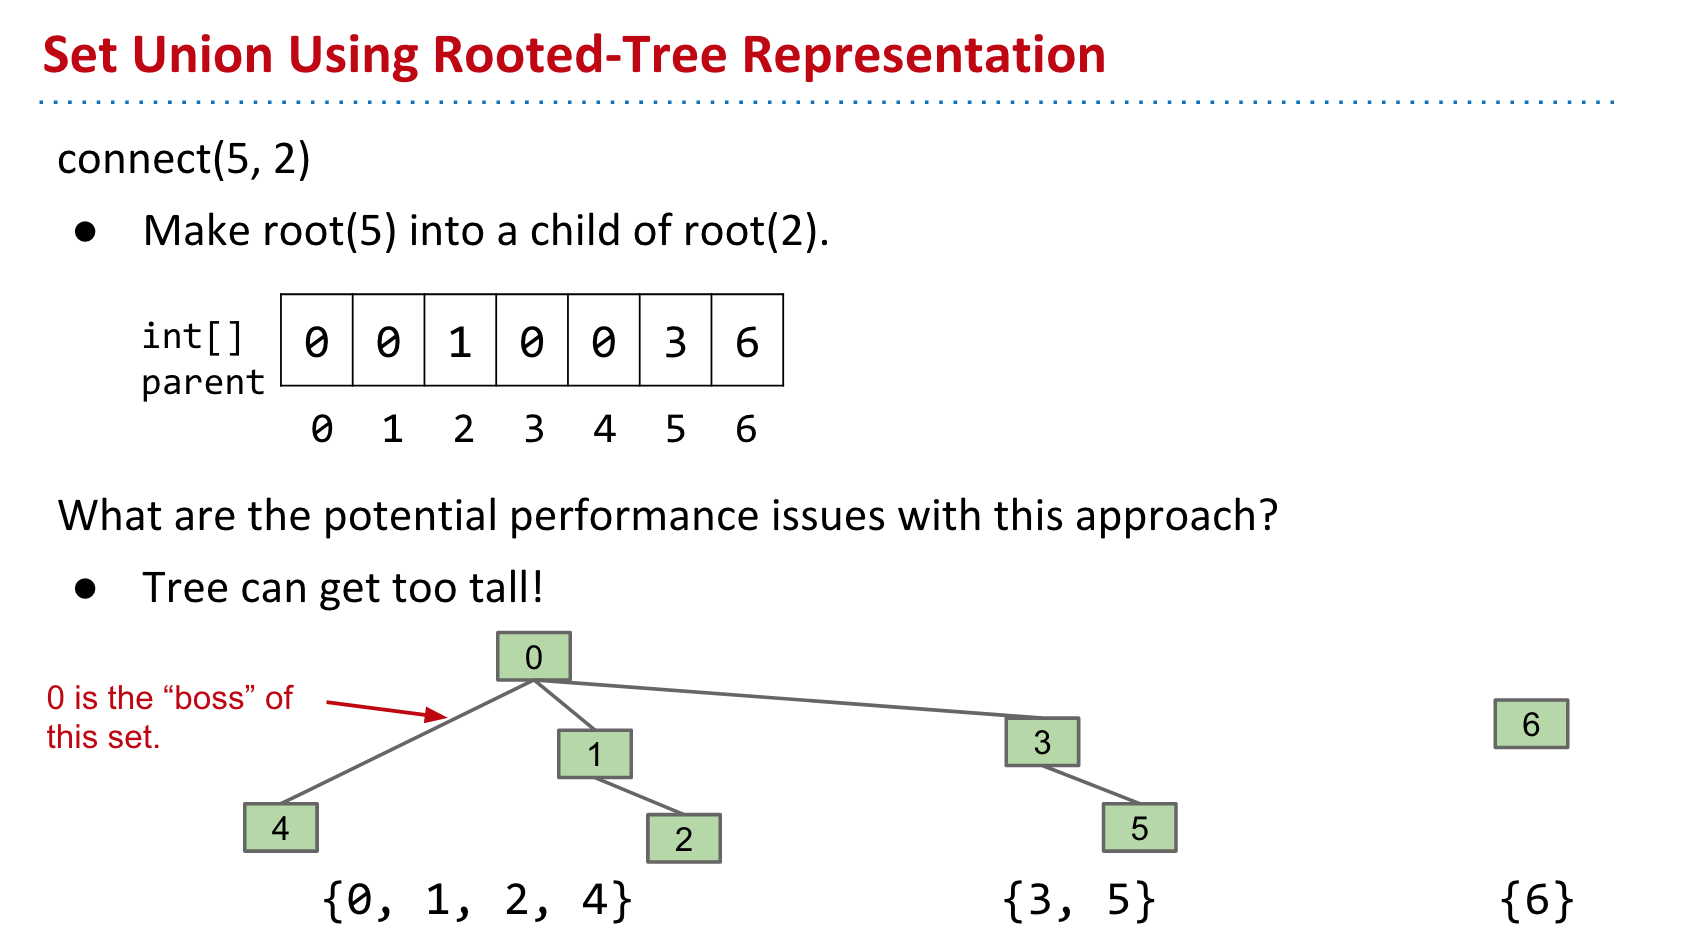 Set Union Using Rooted-Tree Representation
connect(5, 2)
● Make root(5) into a child of root(2).
int[]
parent
0 0 1 0 0 3 6
0 1 2 3 4 5 6
What are the potential performance issues with this approach?
● Tree can get too tall!
0
0 is the “boss” of
this set.
1
3
6
4
2
5
{0, 1, 2, 4}
{3, 5}
{6}